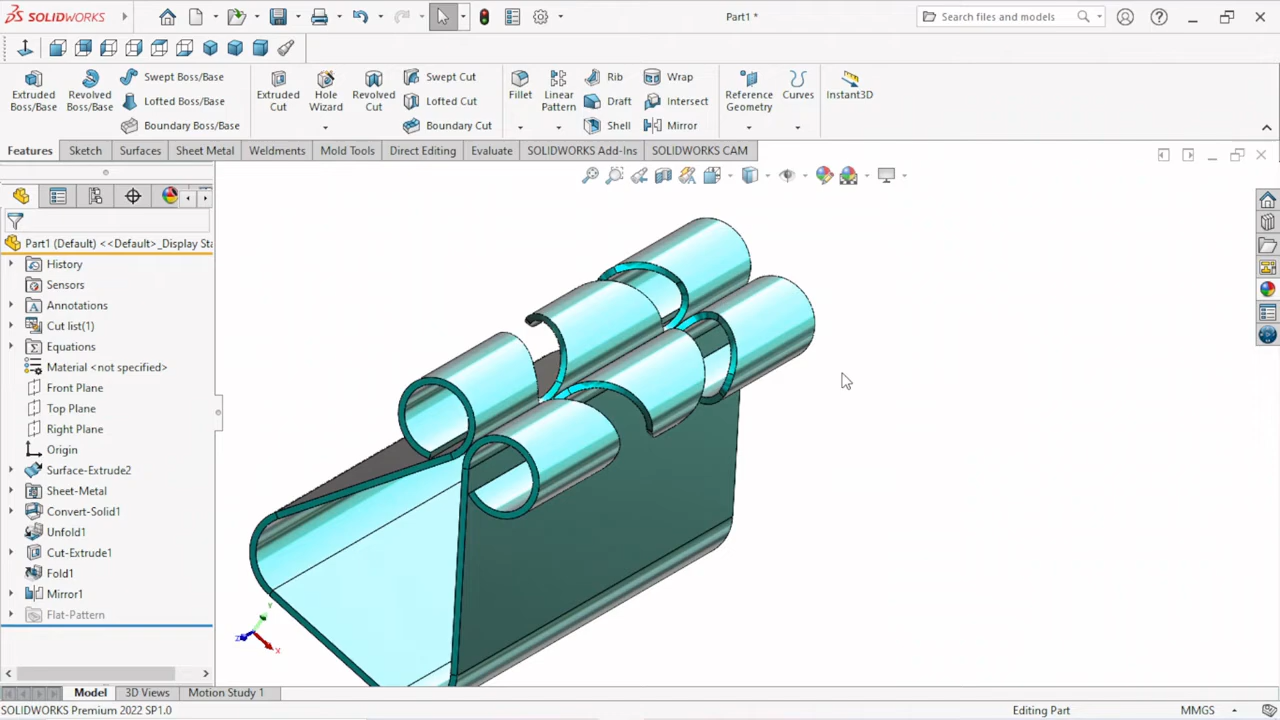 SOLIDWORKS
Part1 *
Search files and models
Extruded Boss/Base
Revolved Boss/Base
Swept Boss/Base
Lofted Boss/Base
Boundary Boss/Base
Extruded Cut
Hole Wizard
Revolved Cut
Swept Cut
Lofted Cut
Boundary Cut
Fillet
Linear Pattern
Rib
Draft
Shell
Wrap
Intersect
Mirror
Reference Geometry
Curves
Instant3D
Features
Sketch
Surfaces
Sheet Metal
Weldments
Mold Tools
Direct Editing
Evaluate
SOLIDWORKS Add-Ins
SOLIDWORKS CAM
Part1 (Default) <<Default>_Display Sta
History
Sensors
Annotations
Cut list(1)
Equations
Material <not specified>
Front Plane
Top Plane
Right Plane
Origin
Surface-Extrude2
Sheet-Metal
Convert-Solid1
Unfold1
Cut-Extrude1
Fold1
Mirror1
Flat-Pattern
Y
Z
X
Model
3D Views
Motion Study 1
SOLIDWORKS Premium 2022 SP1.0
Editing Part
MMGS